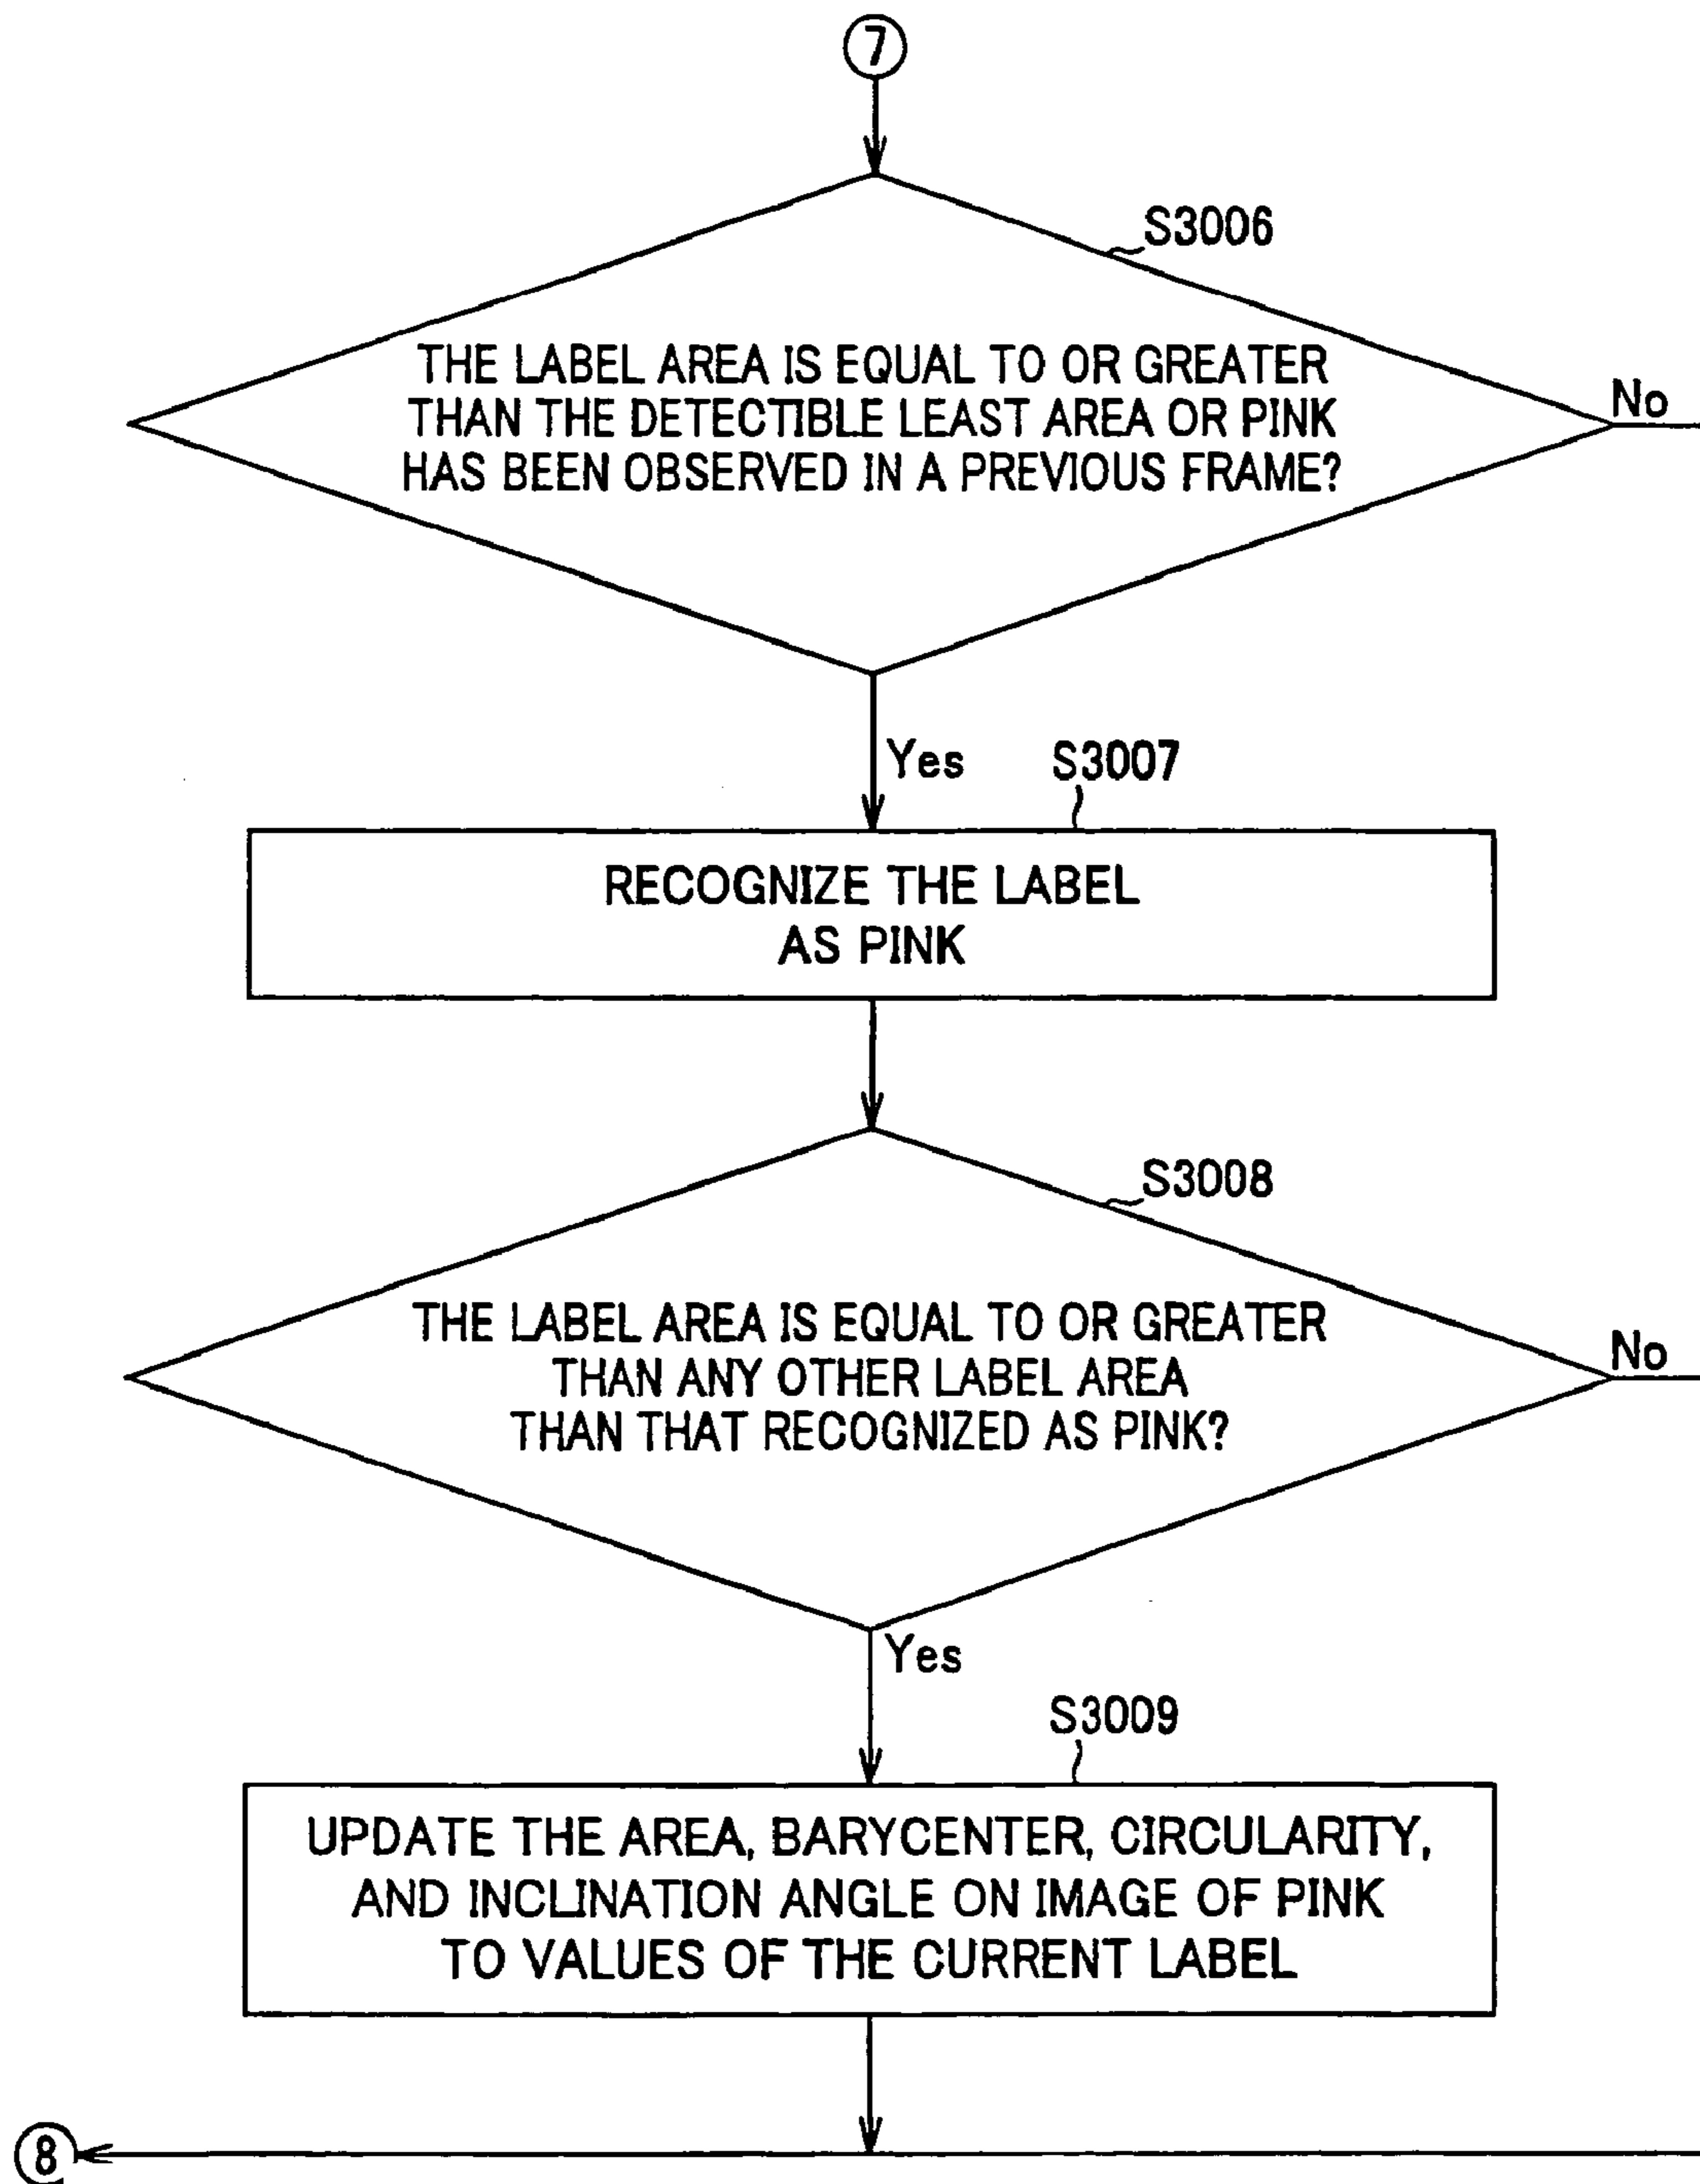 7
S3006
THE LABEL AREA IS EQUAL TO OR GREATER
THAN THE DETECTIBLE LEAST AREA OR PINK
HAS BEEN OBSERVED IN A PREVIOUS FRAME?
No
Yes
S3007
RECOGNIZE THE LABEL
AS PINK
S3008
THE LABEL AREA IS EQUAL TO OR GREATER
THAN ANY OTHER LABEL AREA
THAN THAT RECOGNIZED AS PINK?
No
Yes
S3009
UPDATE THE AREA, BARYCENTER, CIRCULARITY,
AND INCLINATION ANGLE ON IMAGE OF PINK
TO VALUES OF THE CURRENT LABEL
8